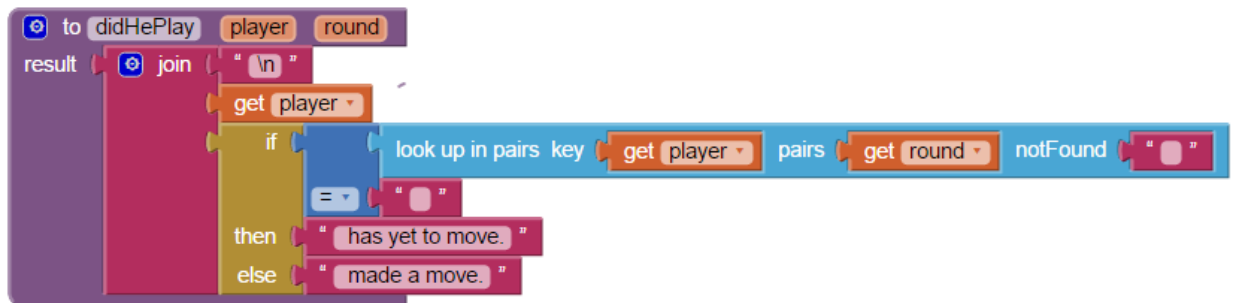 to didHePlay player round
result join " \n "
get player
if look up in pairs key get player pairs get round notFound " "
= " "
then " has yet to move. "
else " made a move. "